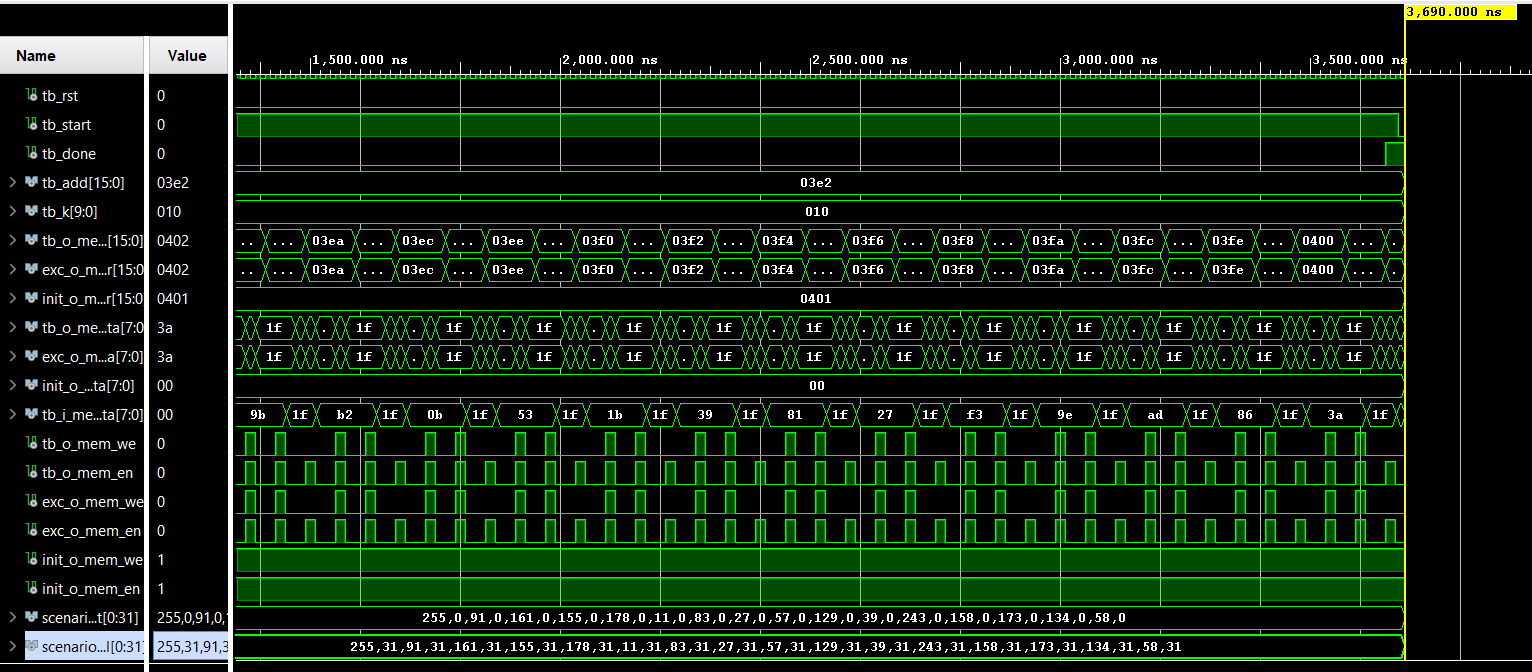 3,690.000 ns
Name Value
1,500.000 ns 2,000.000 ns 2,500.000 ns 3,000.000 ns 3,500.000 ns
tb_rst 0
tb_start 0
tb_done 0
tb_add[15:0] 03e2 03e2
tb_k[9:0] 010 010
tb_o_me...[15:0] 0402 .. ... 03ea ... 03ec ... 03ee ... 03f0 ... 03f2 ... 03f4 ... 03f6 ... 03f8 ... 03fa ... 03fc ... 03fe ... 0400 ... .
exc_o_m...r[15:0 0402 .. ... 03ea ... 03ec ... 03ee ... 03f0 ... 03f2 ... 03f4 ... 03f6 ... 03f8 ... 03fa ... 03fc ... 03fe ... 0400 ... .
init_o_m...r[15:0 0401 0401
tb_o_me...ta[7:0 3a 1f . 1f . 1f . 1f . 1f . 1f . 1f . 1f . 1f . 1f . 1f . 1f . 1f
exc_o_m...a[7:0] 3a 1f . 1f . 1f . 1f . 1f . 1f . 1f . 1f . 1f . 1f . 1f . 1f . 1f
init_o_...ta[7:0] 00 00
tb_i_me...ta[7:0] 00 9b 1f b2 1f 0b 1f 53 1f 1b 1f 39 1f 81 1f 27 1f f3 1f 9e 1f ad 1f 86 1f 3a 1f
tb_o_mem_we 0
tb_o_mem_en 0
exc_o_mem_we 0
exc_o_mem_en 0
init_o_mem_we 1
init_o_mem_en 1
scenari...t[0:31] 255,0,91,0, 255,0,91,0,161,0,155,0,178,0,11,0,83,0,27,0,57,0,129,0,39,0,243,0,158,0,173,0,134,0,58,0
scenario...l[0:31] 255,31,91,3 255,31,91,31,161,31,155,31,178,31,11,31,83,31,27,31,57,31,129,31,39,31,243,31,158,31,173,31,134,31,58,31